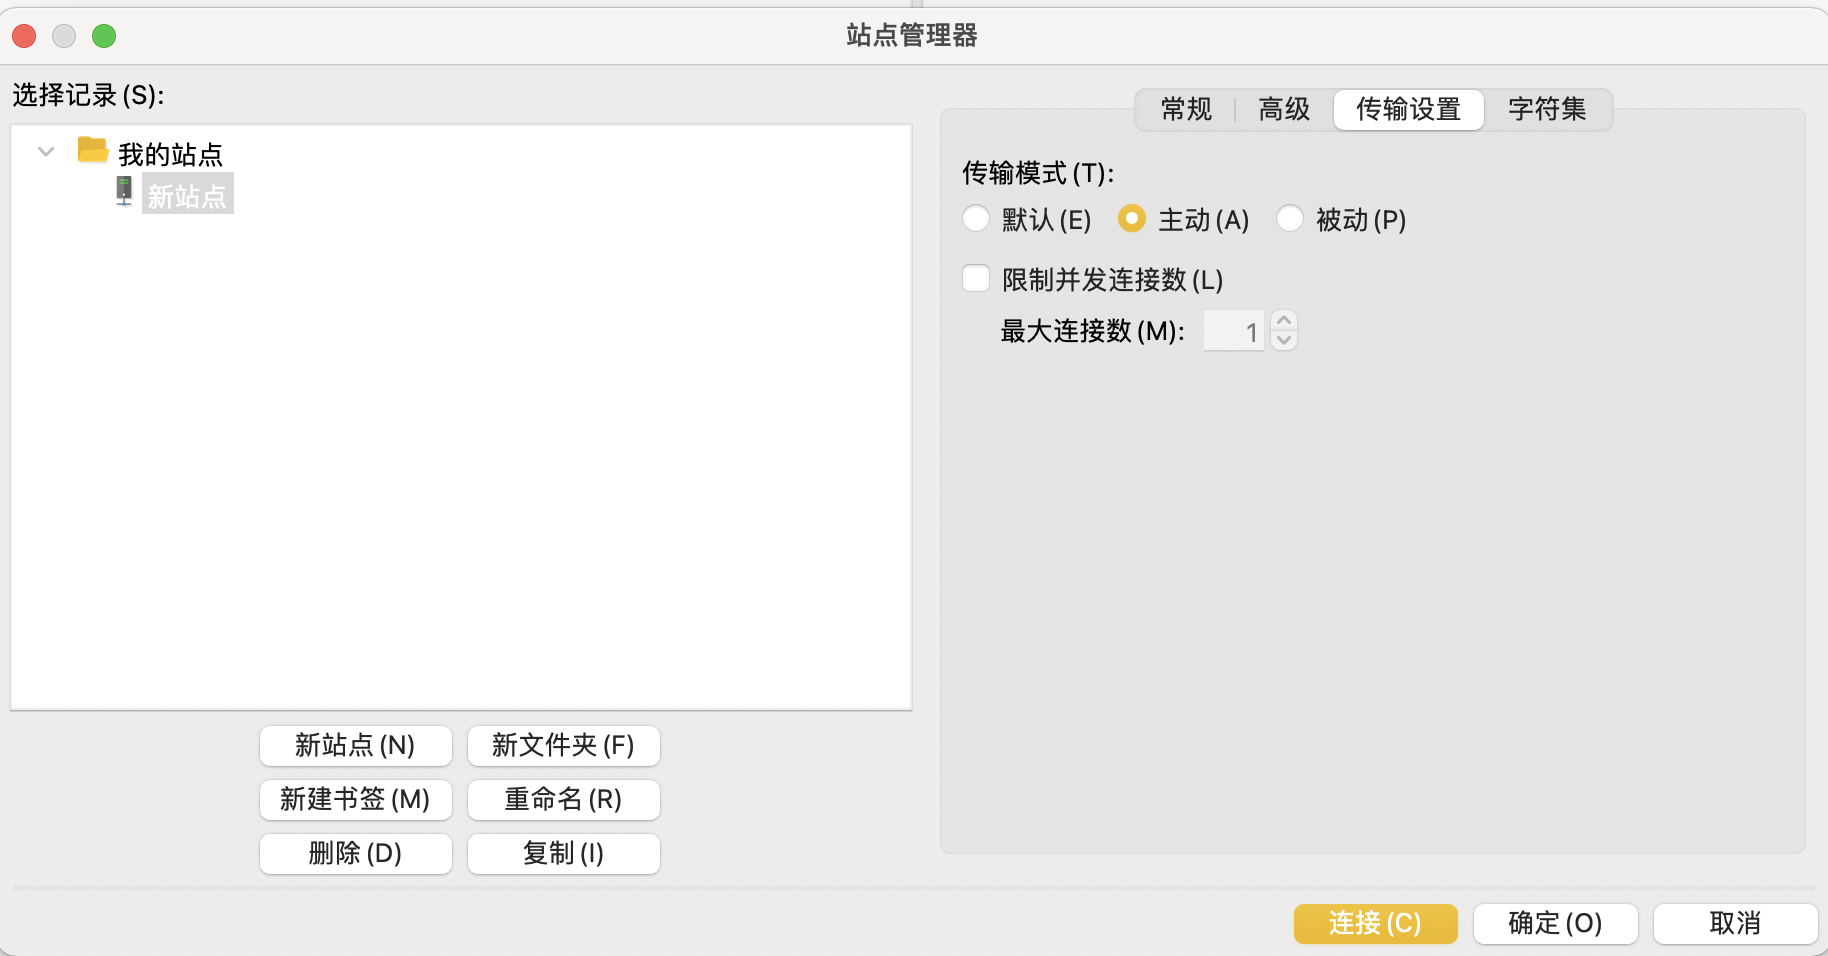 站点管理器
选择记录(S):
我的站点
新站点
新站点(N) 新文件夹(F)
新建书签(M) 重命名(R)
删除(D) 复制(I)
常规 高级 传输设置 字符集
传输模式(T):
默认(E) 主动(A) 被动(P)
限制并发连接数(L)
最大连接数(M): 1
连接(C) 确定(O) 取消